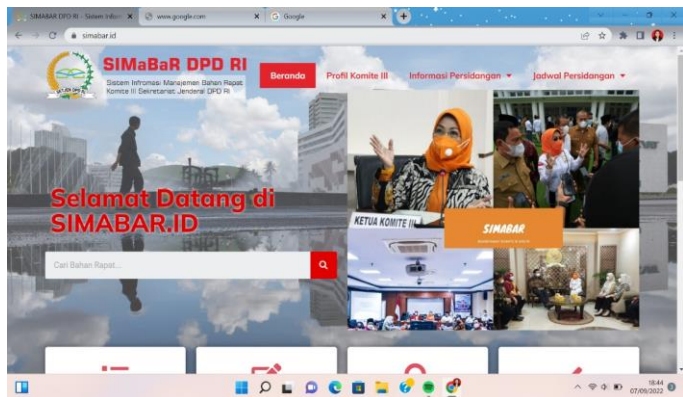 SIMABAR DPD RI - Sistem Infor
www.google.com
Google
simabar.id
SIMaBaR DPD RI
Sistem Infromasi Manajemen Bahan Rapat
Komite III Sekretariat Jenderal DPD RI
Beranda
Profil Komite III
Informasi Persidangan
Jadwal Persidangan
Selamat Datang di
SIMABAR.ID
Cari Bahan Rapat...
KETUA KOMITE III
SIMABAR
18:44
07/09/2022